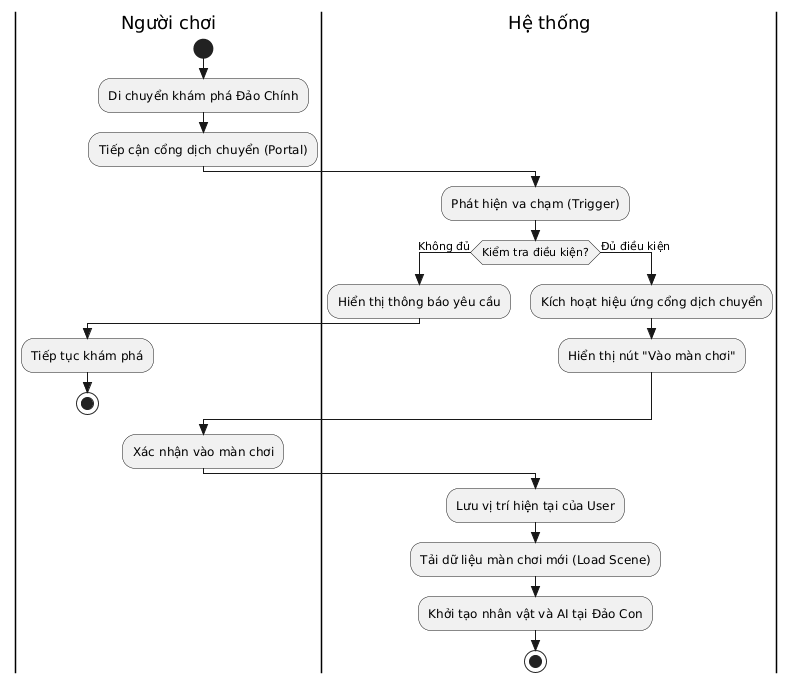 Người chơi
Hệ thống
Di chuyển khám phá Đảo Chính
Tiếp cận cổng dịch chuyển (Portal)
Phát hiện va chạm (Trigger)
Không đủ
Kiểm tra điều kiện?
Đủ điều kiện
Hiển thị thông báo yêu cầu
Kích hoạt hiệu ứng cổng dịch chuyển
Tiếp tục khám phá
Hiển thị nút "Vào màn chơi"
Xác nhận vào màn chơi
Lưu vị trí hiện tại của User
Tải dữ liệu màn chơi mới (Load Scene)
Khởi tạo nhân vật và AI tại Đảo Con